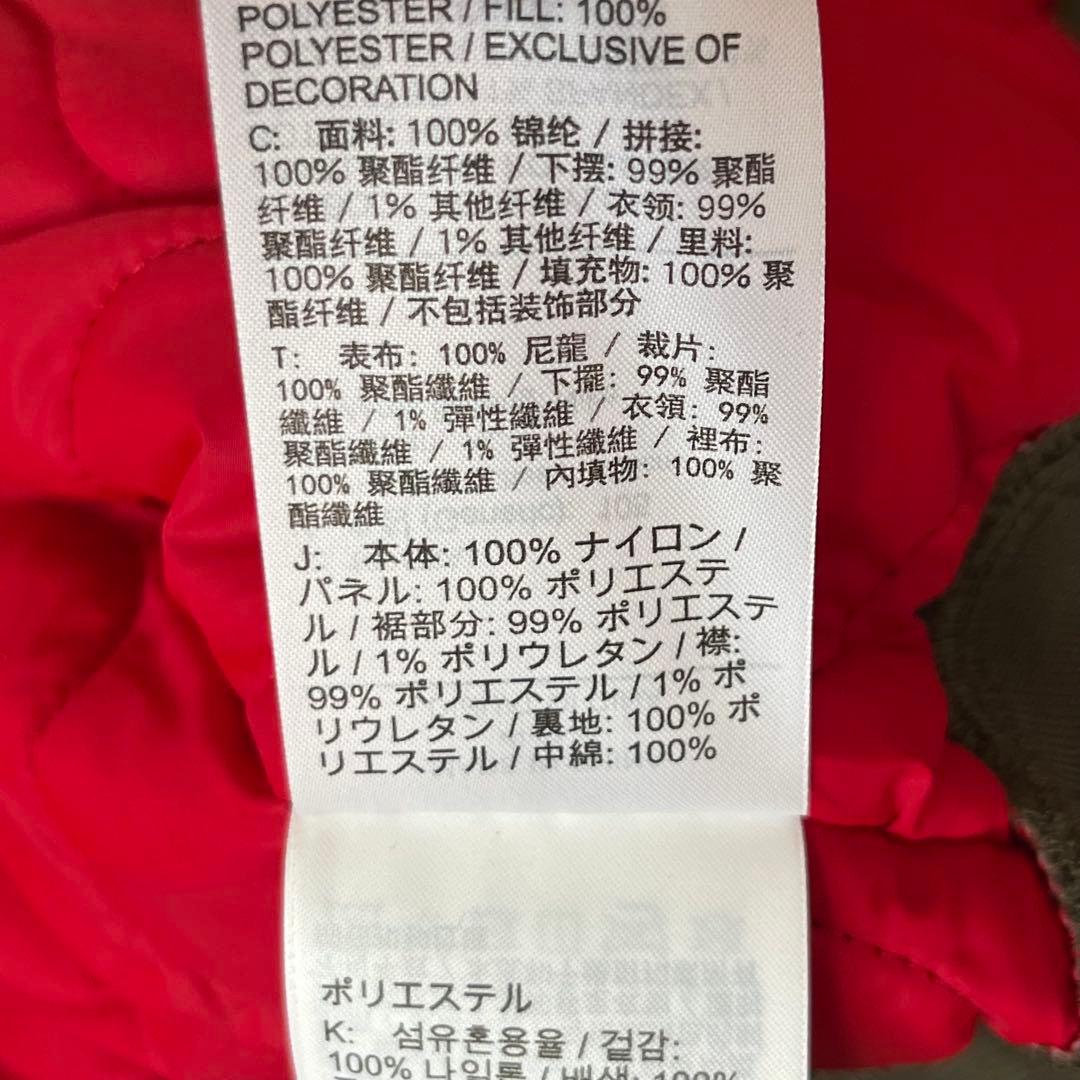 POLYESTER / FILL: 100%
POLYESTER / EXCLUSIVE OF
DECORATION
C: 面料: 100% 锦纶 / 拼接:
100% 聚酯纤维 / 下摆: 99% 聚酯
纤维 / 1% 其他纤维 / 衣领: 99%
聚酯纤维 / 1% 其他纤维 / 里料:
100% 聚酯纤维 / 填充物: 100% 聚
酯纤维 / 不包括装饰部分
T: 表布: 100% 尼龍 / 裁片:
100% 聚酯纖維 / 下擺: 99% 聚酯
纖維 / 1% 彈性纖維 / 衣領: 99%
聚酯纖維 / 1% 彈性纖維 / 裡布:
100% 聚酯纖維 / 內填物: 100% 聚
酯纖維
J: 本体: 100% ナイロン /
パネル: 100% ポリエステ
ル / 裾部分: 99% ポリエステ
ル / 1% ポリウレタン / 襟:
99% ポリエステル / 1% ポ
リウレタン / 裏地: 100% ポ
リエステル / 中綿: 100%
ポリエステル
K: 섬유혼용율 / 겉감:
100% 나일론 / 배색: 100%